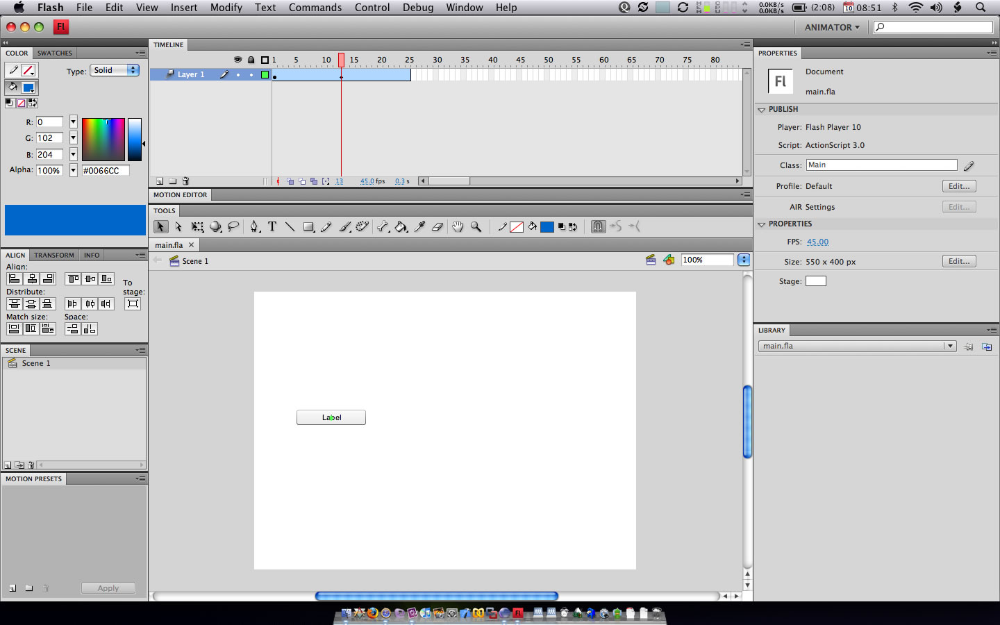 Flash File Edit View Insert Modify Text Commands Control Debug Window Help
0.0KB/s
0.0KB/s
(2:08) 10 08:51
Fl
ANIMATOR
COLOR SWATCHES
Type: Solid
R: 0
G: 102
B: 204
Alpha: 100% #0066CC
ALIGN TRANSFORM INFO
Align:
To
stage:
Distribute:
Match size: Space:
SCENE
Scene 1
MOTION PRESETS
Apply
TIMELINE
1 5 10 15 20 25 30 35 40 45 50 55 60 65 70 75 80
Layer 1
13 45.0 fps 0.3 s
MOTION EDITOR
TOOLS
main.fla
Scene 1
100%
Label
PROPERTIES
Fl
Document
main.fla
PUBLISH
Player: Flash Player 10
Script: ActionScript 3.0
Class: Main
Profile: Default Edit...
AIR Settings Edit...
PROPERTIES
FPS: 45.00
Size: 550 x 400 px Edit...
Stage:
LIBRARY
main.fla